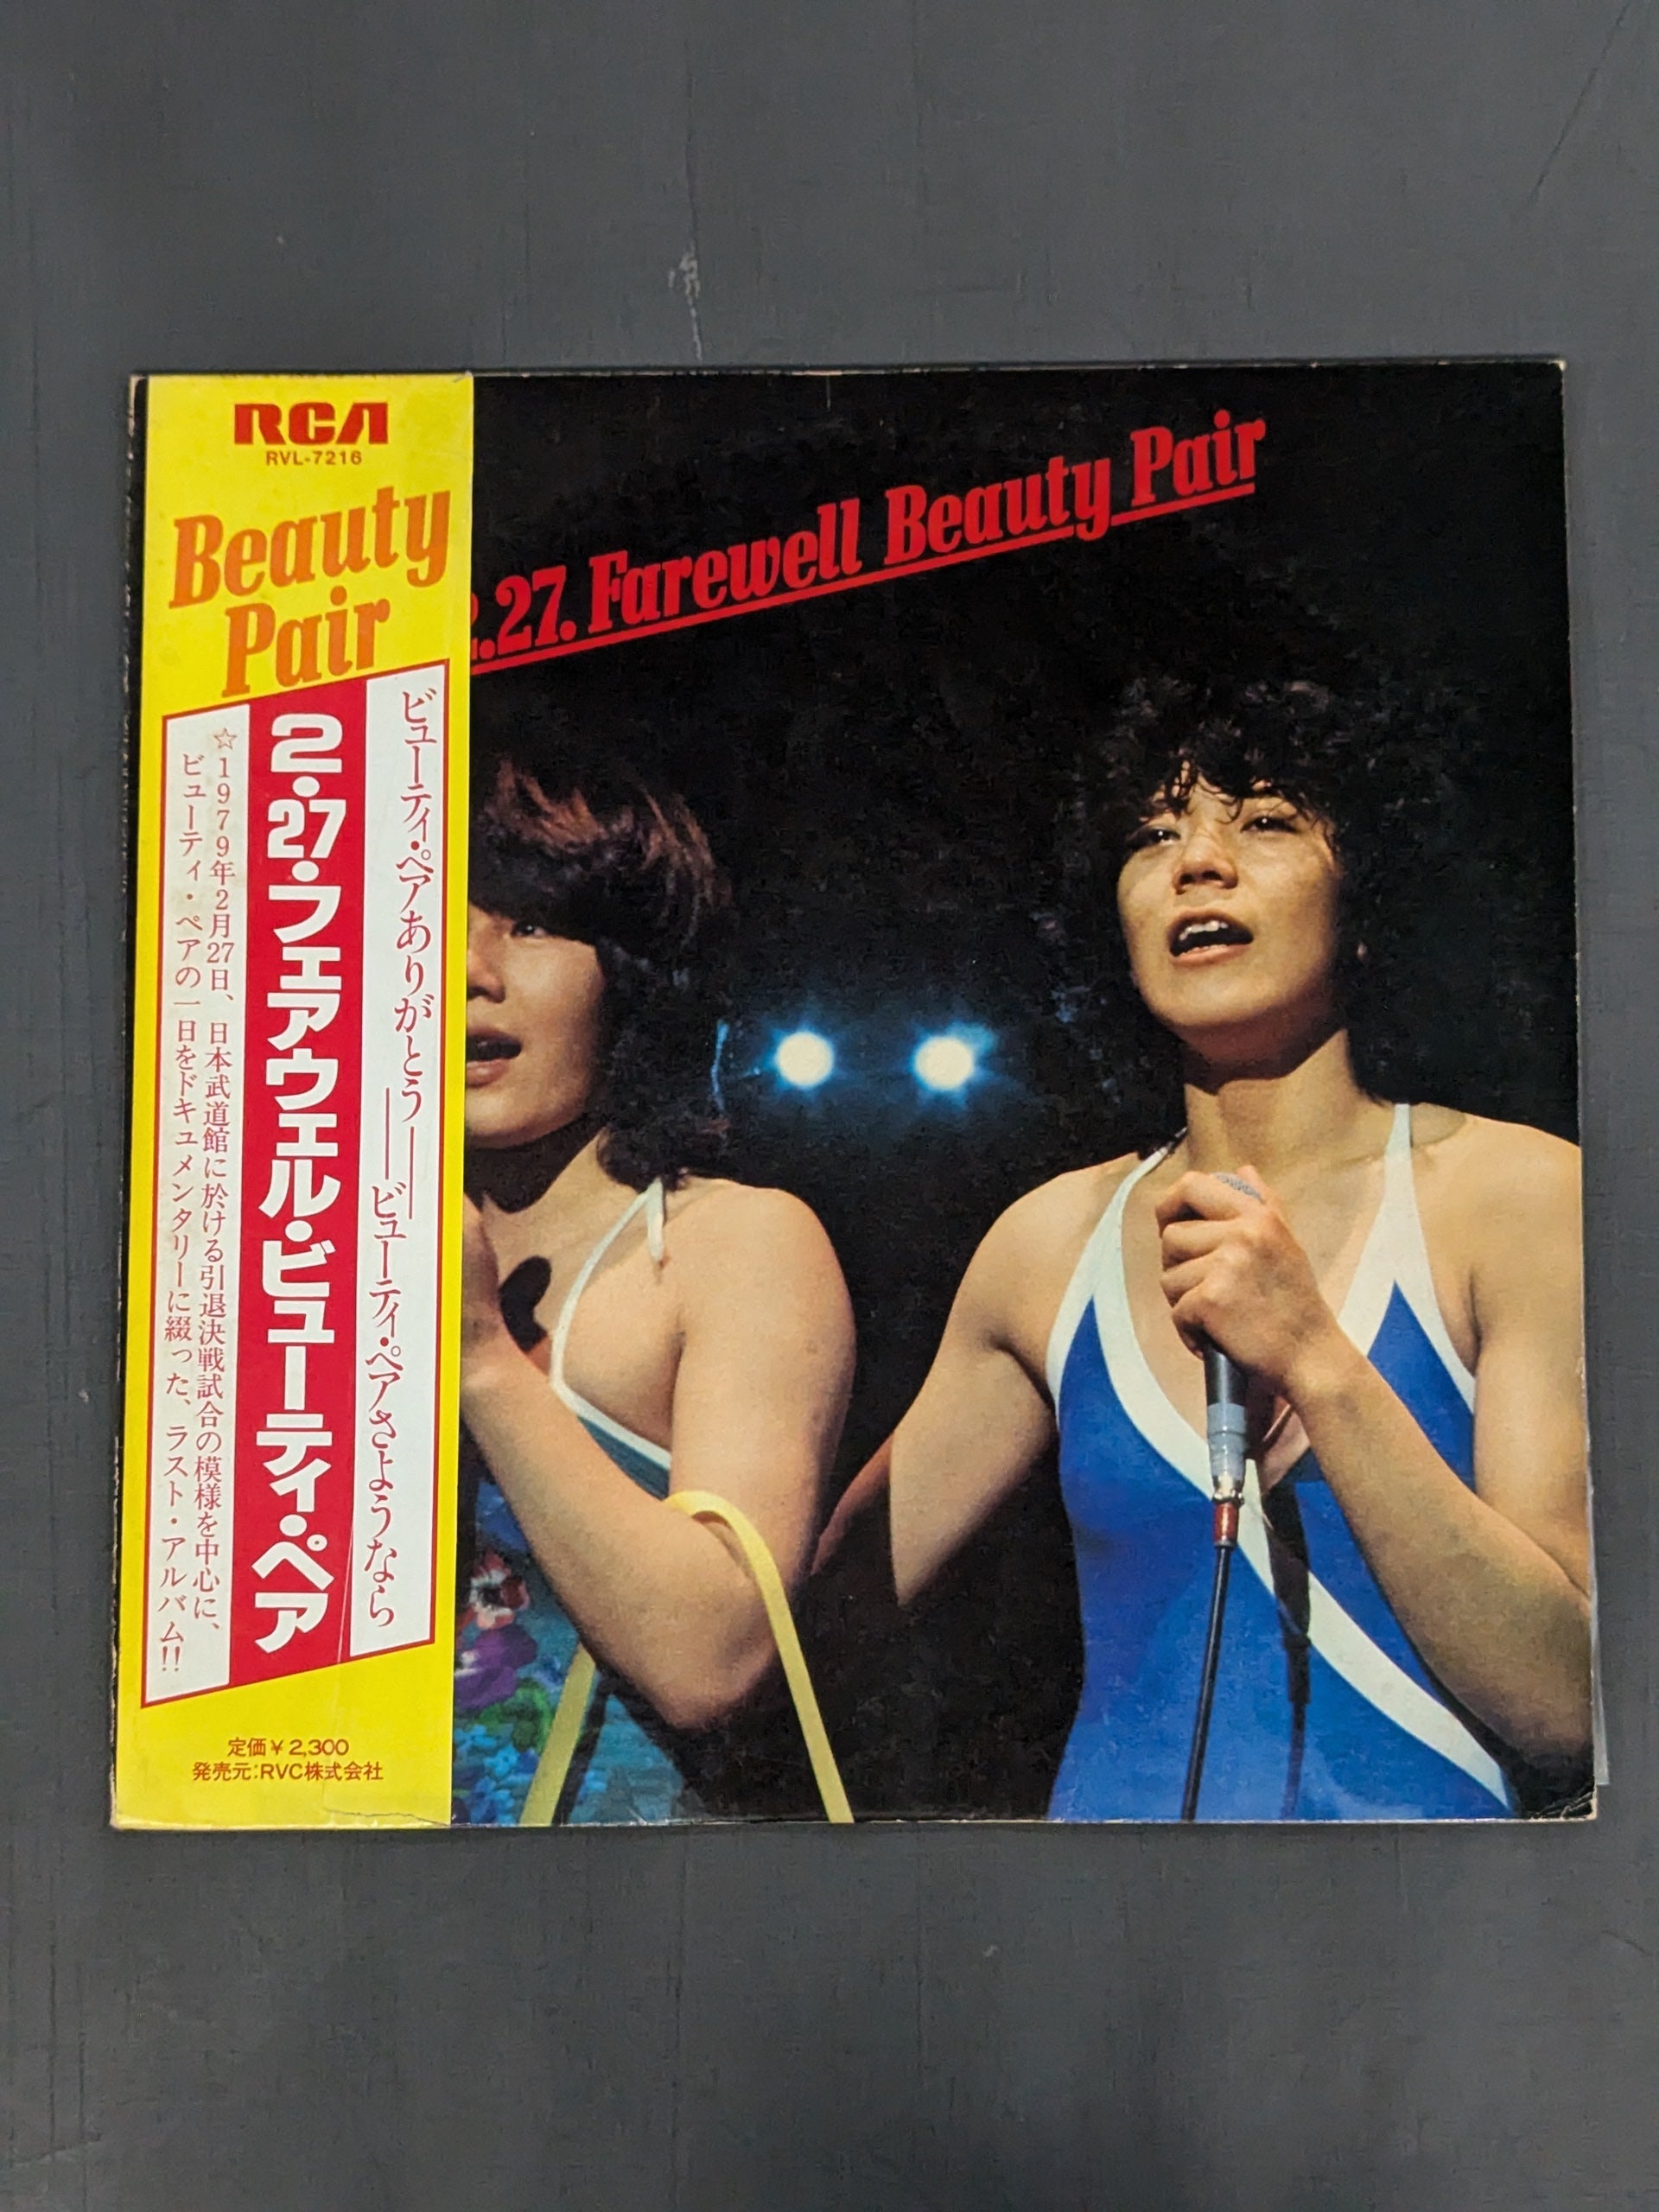 RCA
RVL-7216
Beauty
Pair
ビューティ・ペアありがとう——
——ビューティ・ペアさようなら
2・27・フェアウェル・ビューティ・ペア
☆1979年2月27日、日本武道館に於ける引退決戦試合の模様を中心に、
ビューティ・ペアの一日をドキュメンタリーに綴った、ラスト・アルバム!!
定価¥2,300
発売元:RVC株式会社
2.27. Farewell Beauty Pair